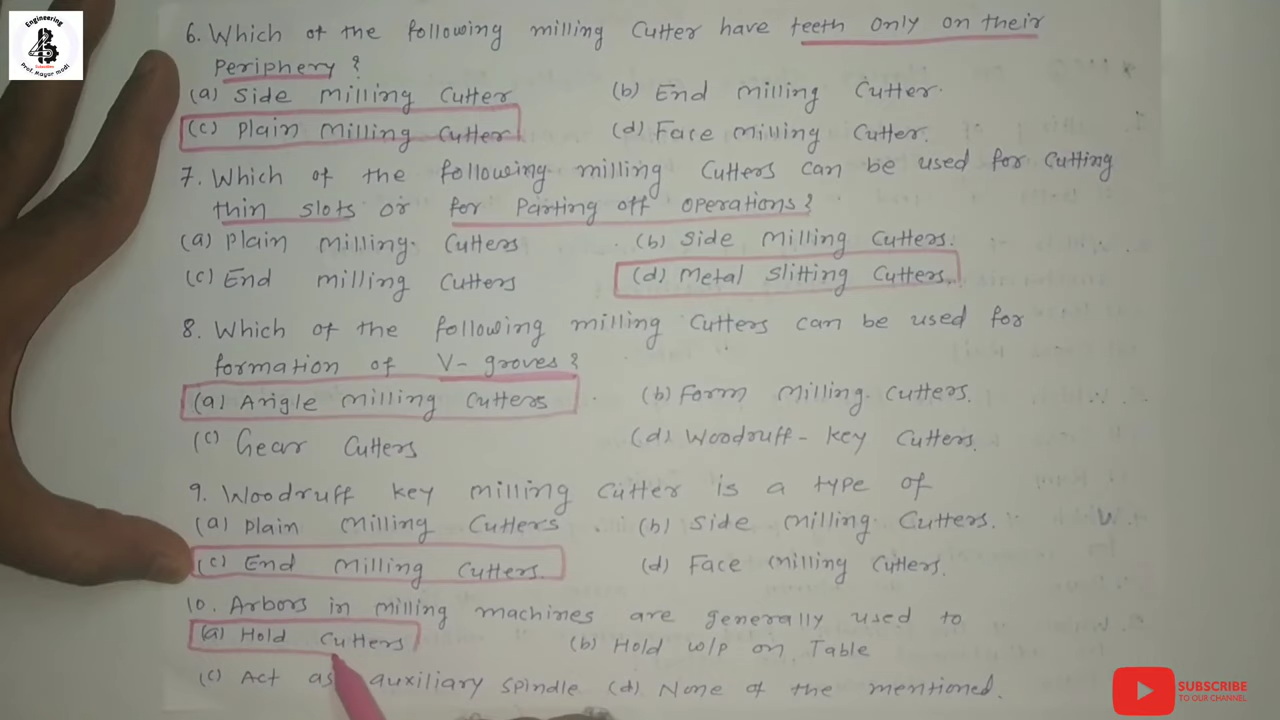 Engineering
Subscribe
Prof. Mayur modi
6. Which of the following milling cutter have teeth only on their
Periphery ?
(a) Side milling cutter
(b) End milling cutter.
(c) Plain milling cutter
(d) Face milling cutter.
7. Which of the following milling cutters can be used for cutting
thin slots or for Parting off operations?
(a) Plain milling cutters
(b) Side milling cutters.
(c) End milling cutters
(d) Metal slitting cutters.
8. Which of the following milling cutters can be used for
formation of V- groves?
(a) Angle milling cutters
(b) Form milling cutters.
(c) Gear cutters
(d) Woodruff- key cutters.
9. Woodruff key milling cutter is a type of
(a) Plain milling cutters
(b) Side milling cutters.
(c) End milling cutters.
(d) Face milling cutters.
10. Arbors in milling machines are generally used to
(a) Hold cutters
(b) Hold w/p on Table
(c) Act as auxiliary spindle (d) None of the mentioned.
SUBSCRIBE
TO OUR CHANNEL